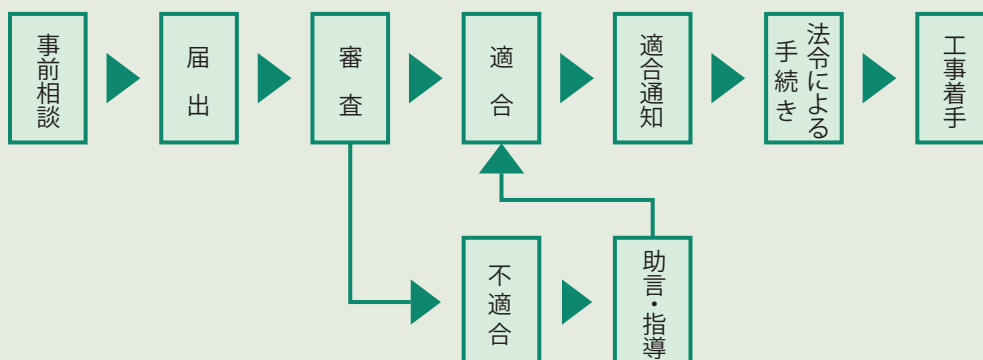 事前相談
届出
審査
適合
適合通知
法令による
手続き
工事着手
不適合
助言・指導